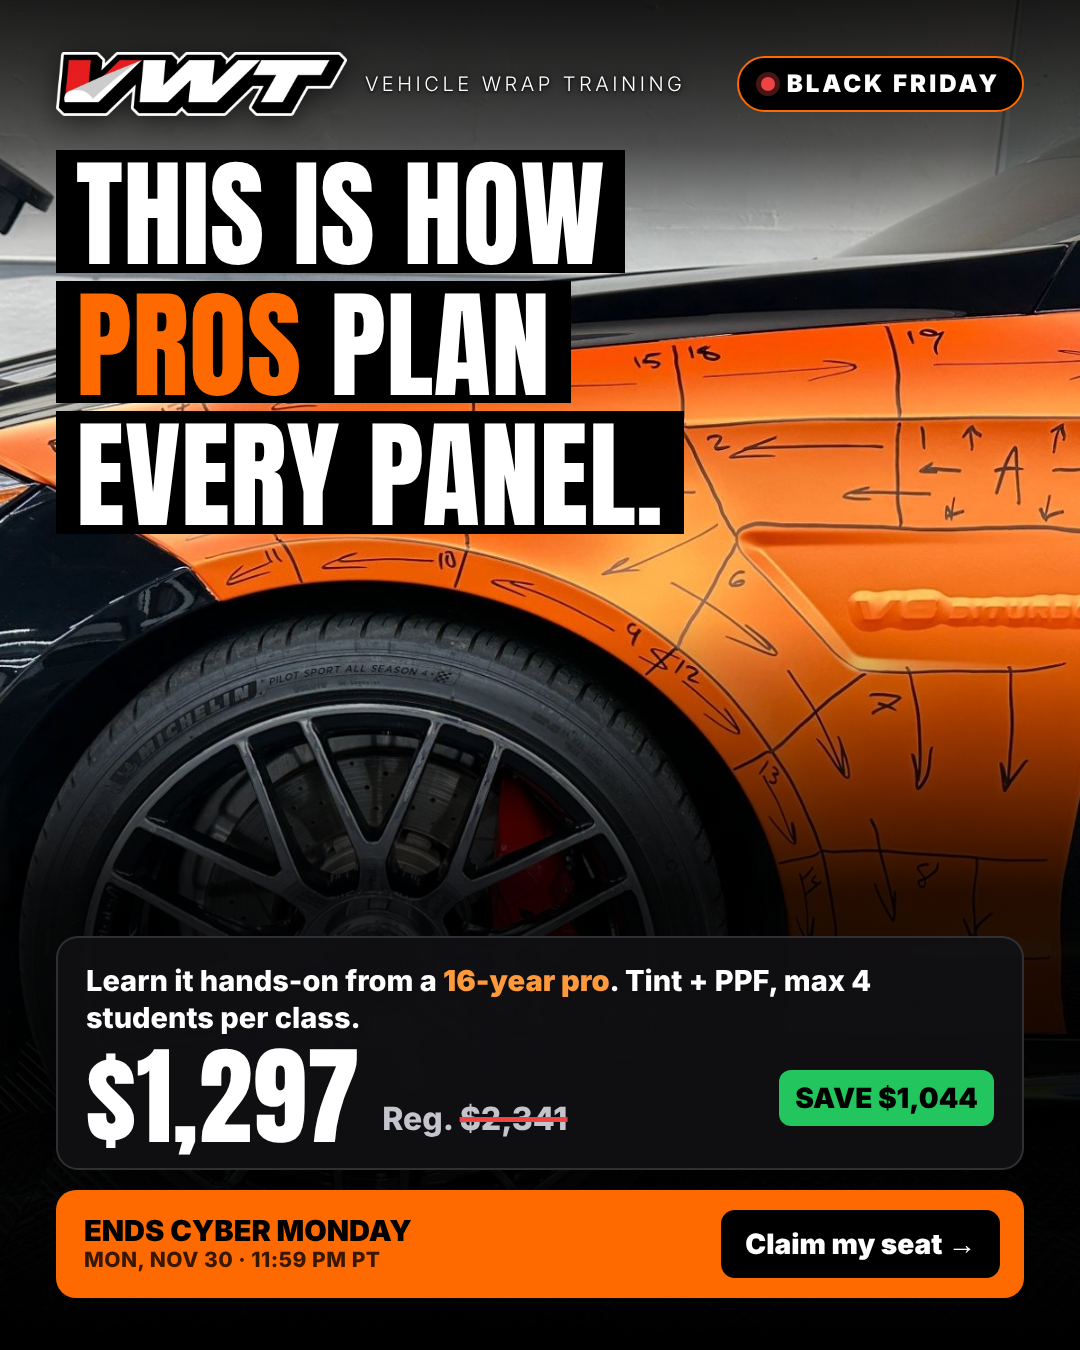 VWT VEHICLE WRAP TRAINING
BLACK FRIDAY
THIS IS HOW
PROS PLAN
EVERY PANEL.
15 18 19
2 1 A
11 10
6
9 $12
7
13
8
V8 BITURBO
MICHELIN PILOT SPORT ALL SEASON 4
Learn it hands-on from a 16-year pro. Tint + PPF, max 4
students per class.
$1,297 Reg. $2,341
SAVE $1,044
ENDS CYBER MONDAY
MON, NOV 30 · 11:59 PM PT
Claim my seat →